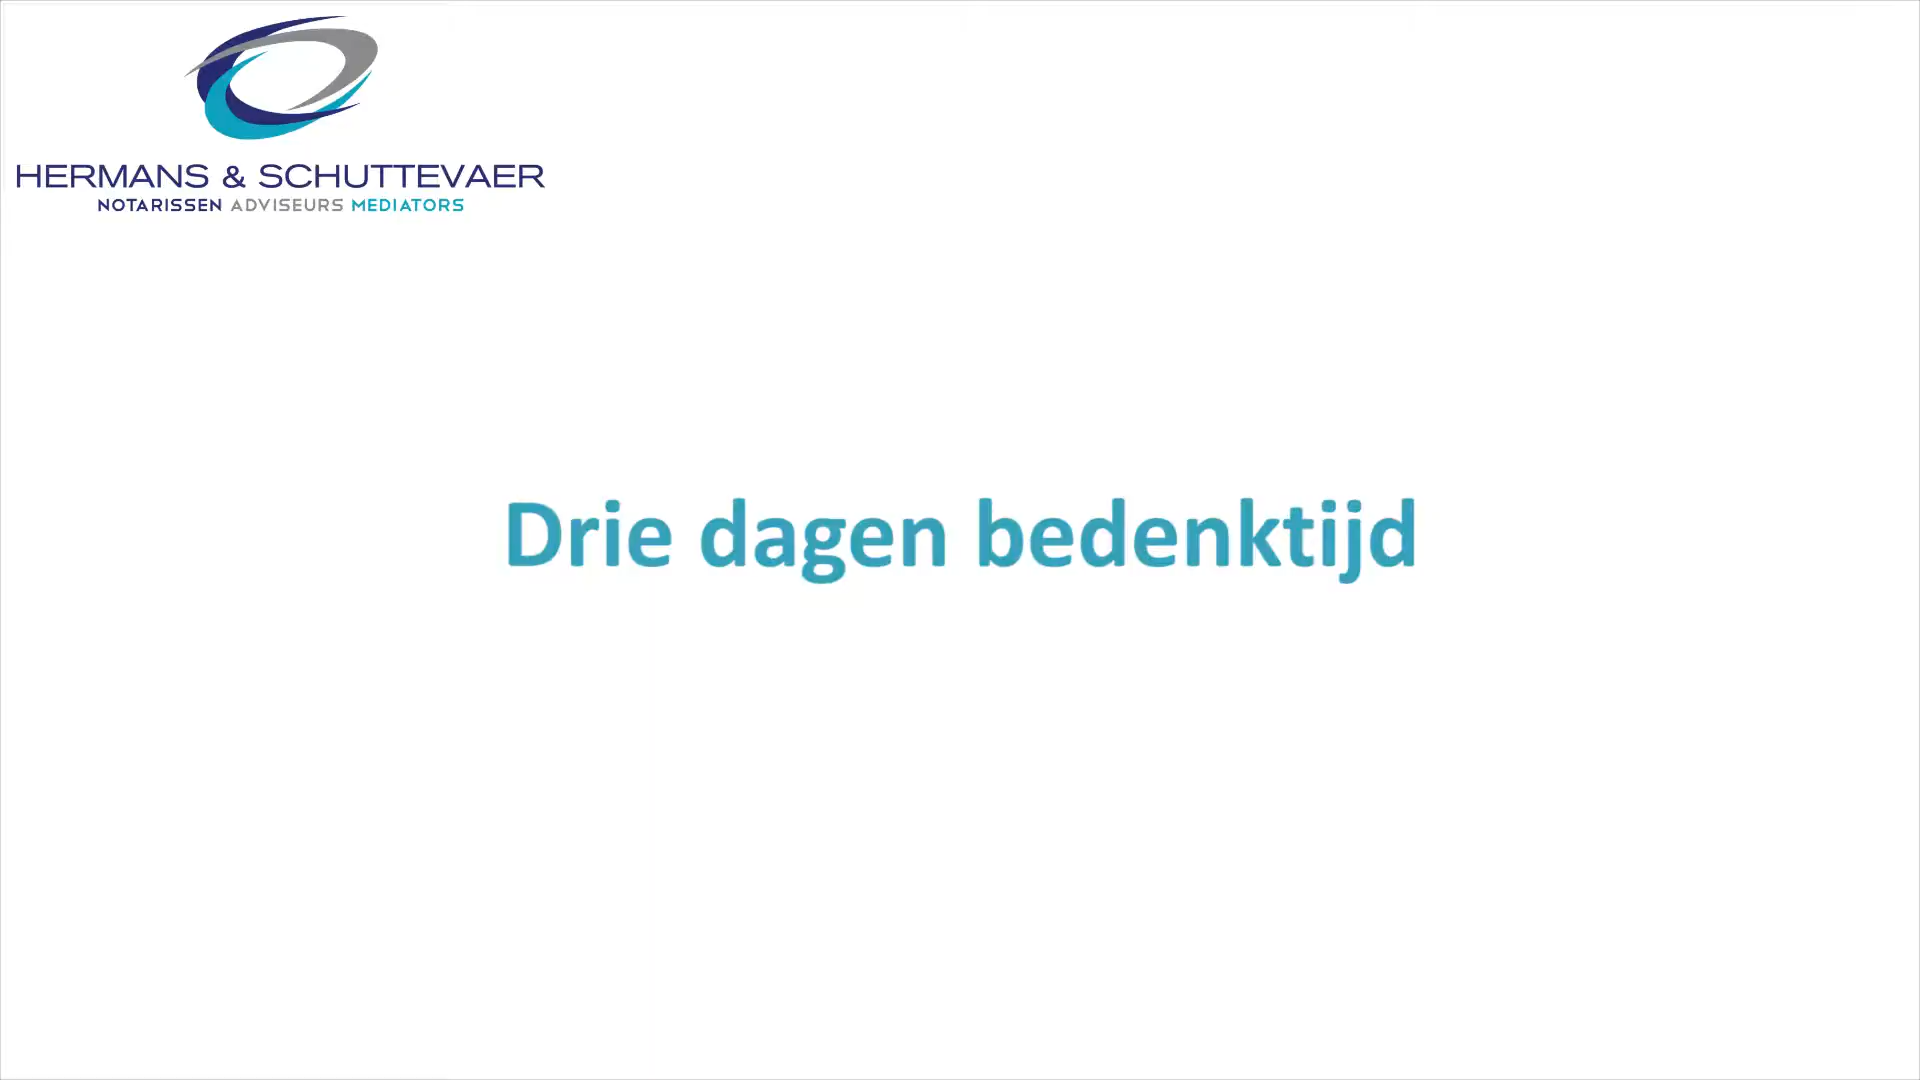 HERMANS & SCHUTTEVAER
NOTARISSEN ADVISEURS MEDIATORS
Drie dagen bedenktijd